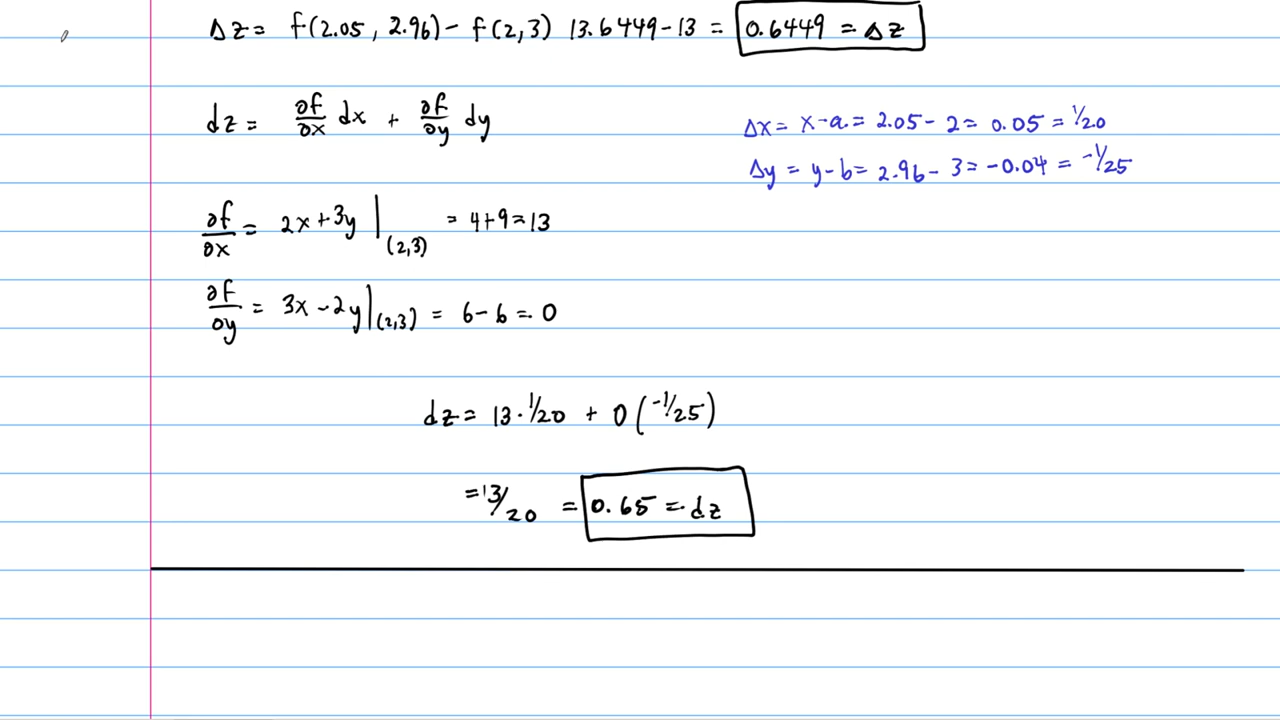 Δz = f(2.05, 2.96) - f(2,3) 13.6449-13 = 0.6449 = Δz
dz = ∂f/∂x dx + ∂f/∂y dy
Δx = x-a = 2.05 - 2 = 0.05 = 1/20
Δy = y-b = 2.96 - 3 = -0.04 = -1/25
∂f/∂x = 2x+3y |(2,3) = 4+9=13
∂f/∂y = 3x-2y |(2,3) = 6-6 = 0
dz = 13·1/20 + 0(-1/25)
= 13/20 = 0.65 = dz